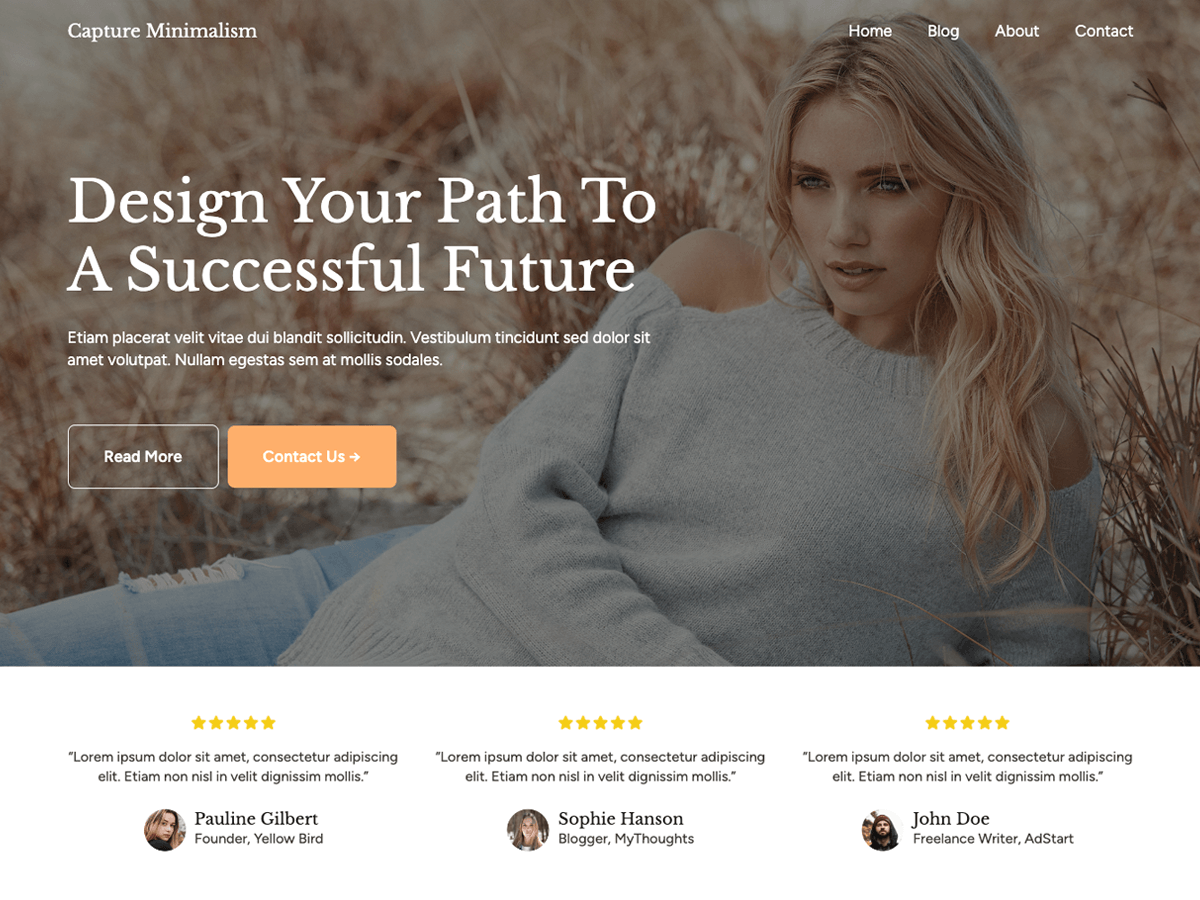 Capture Minimalism
Home Blog About Contact
Design Your Path To
A Successful Future
Etiam placerat velit vitae dui blandit sollicitudin. Vestibulum tincidunt sed dolor sit
amet volutpat. Nullam egestas sem at mollis sodales.
Read More
Contact Us →
“Lorem ipsum dolor sit amet, consectetur adipiscing
elit. Etiam non nisl in velit dignissim mollis.”
Pauline Gilbert
Founder, Yellow Bird
“Lorem ipsum dolor sit amet, consectetur adipiscing
elit. Etiam non nisl in velit dignissim mollis.”
Sophie Hanson
Blogger, MyThoughts
“Lorem ipsum dolor sit amet, consectetur adipiscing
elit. Etiam non nisl in velit dignissim mollis.”
John Doe
Freelance Writer, AdStart